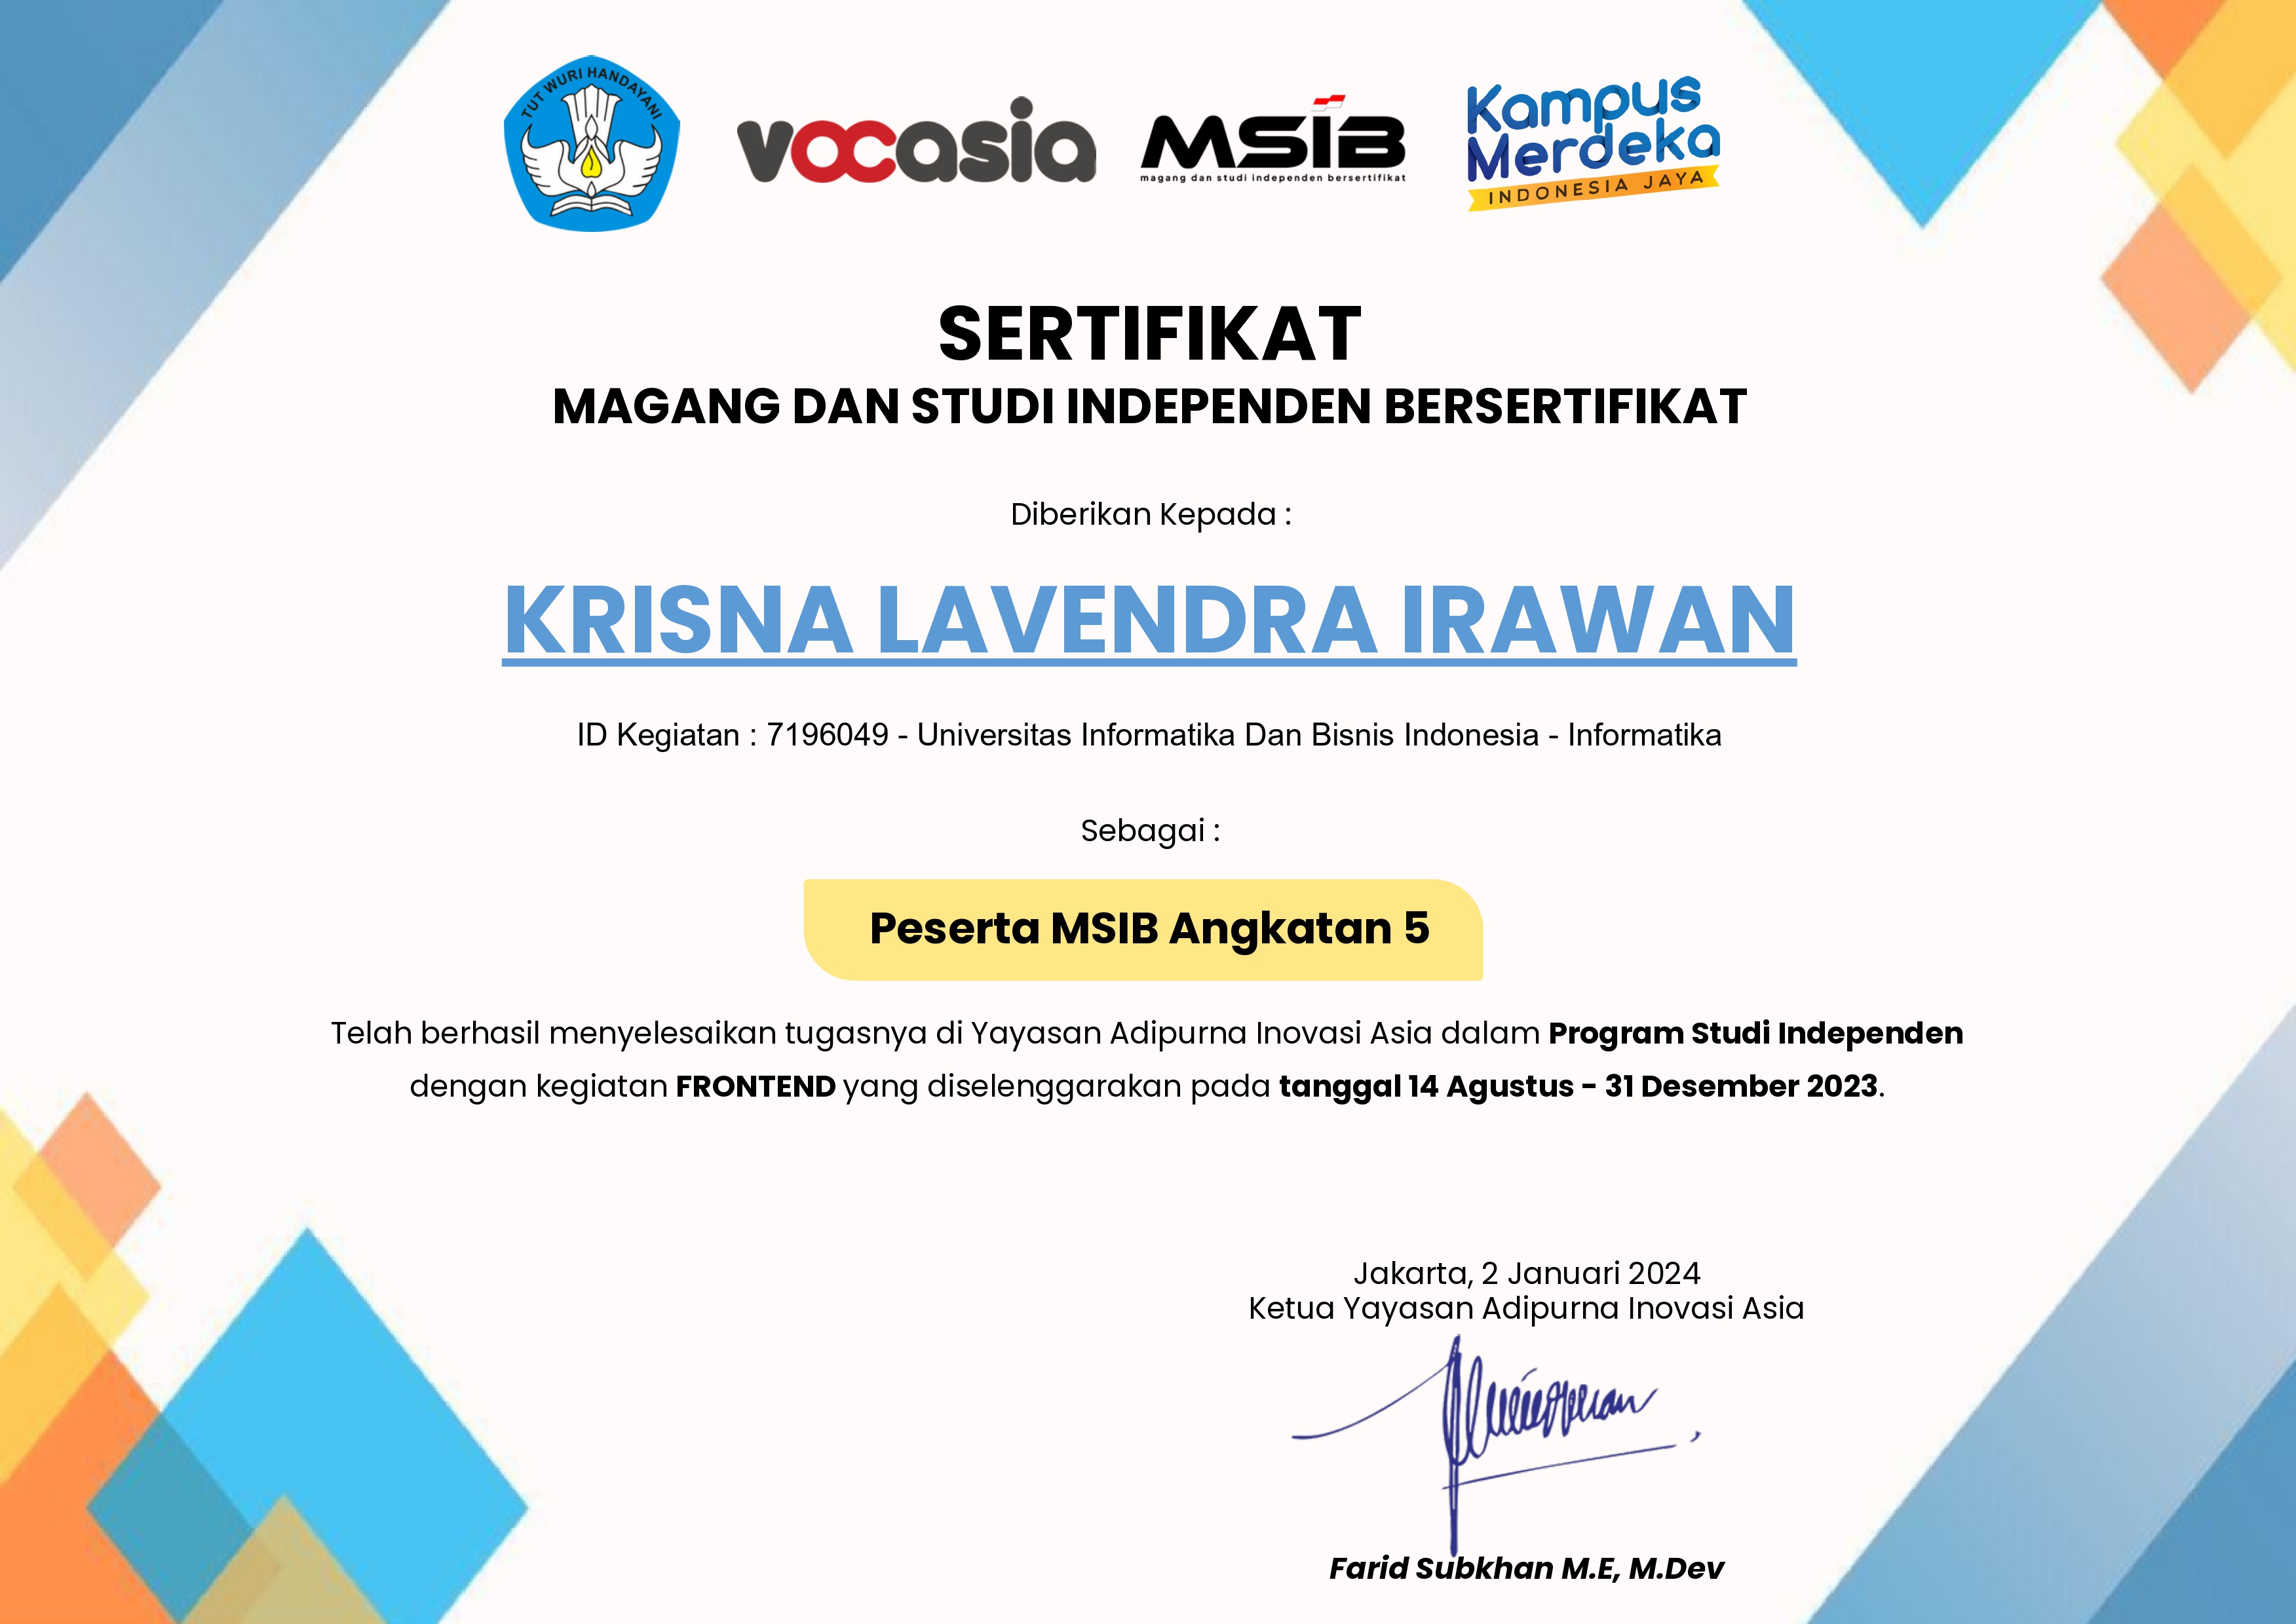 TUT WURI HANDAYANI
vocasia
MSIB
magang dan studi independen bersertifikat
Kampus
Merdeka
INDONESIA JAYA
SERTIFIKAT
MAGANG DAN STUDI INDEPENDEN BERSERTIFIKAT
Diberikan Kepada :
KRISNA LAVENDRA IRAWAN
ID Kegiatan : 7196049 - Universitas Informatika Dan Bisnis Indonesia - Informatika
Sebagai :
Peserta MSIB Angkatan 5
Telah berhasil menyelesaikan tugasnya di Yayasan Adipurna Inovasi Asia dalam Program Studi Independen
dengan kegiatan FRONTEND yang diselenggarakan pada tanggal 14 Agustus - 31 Desember 2023.
Jakarta, 2 Januari 2024
Ketua Yayasan Adipurna Inovasi Asia
Farid Subkhan M.E, M.Dev